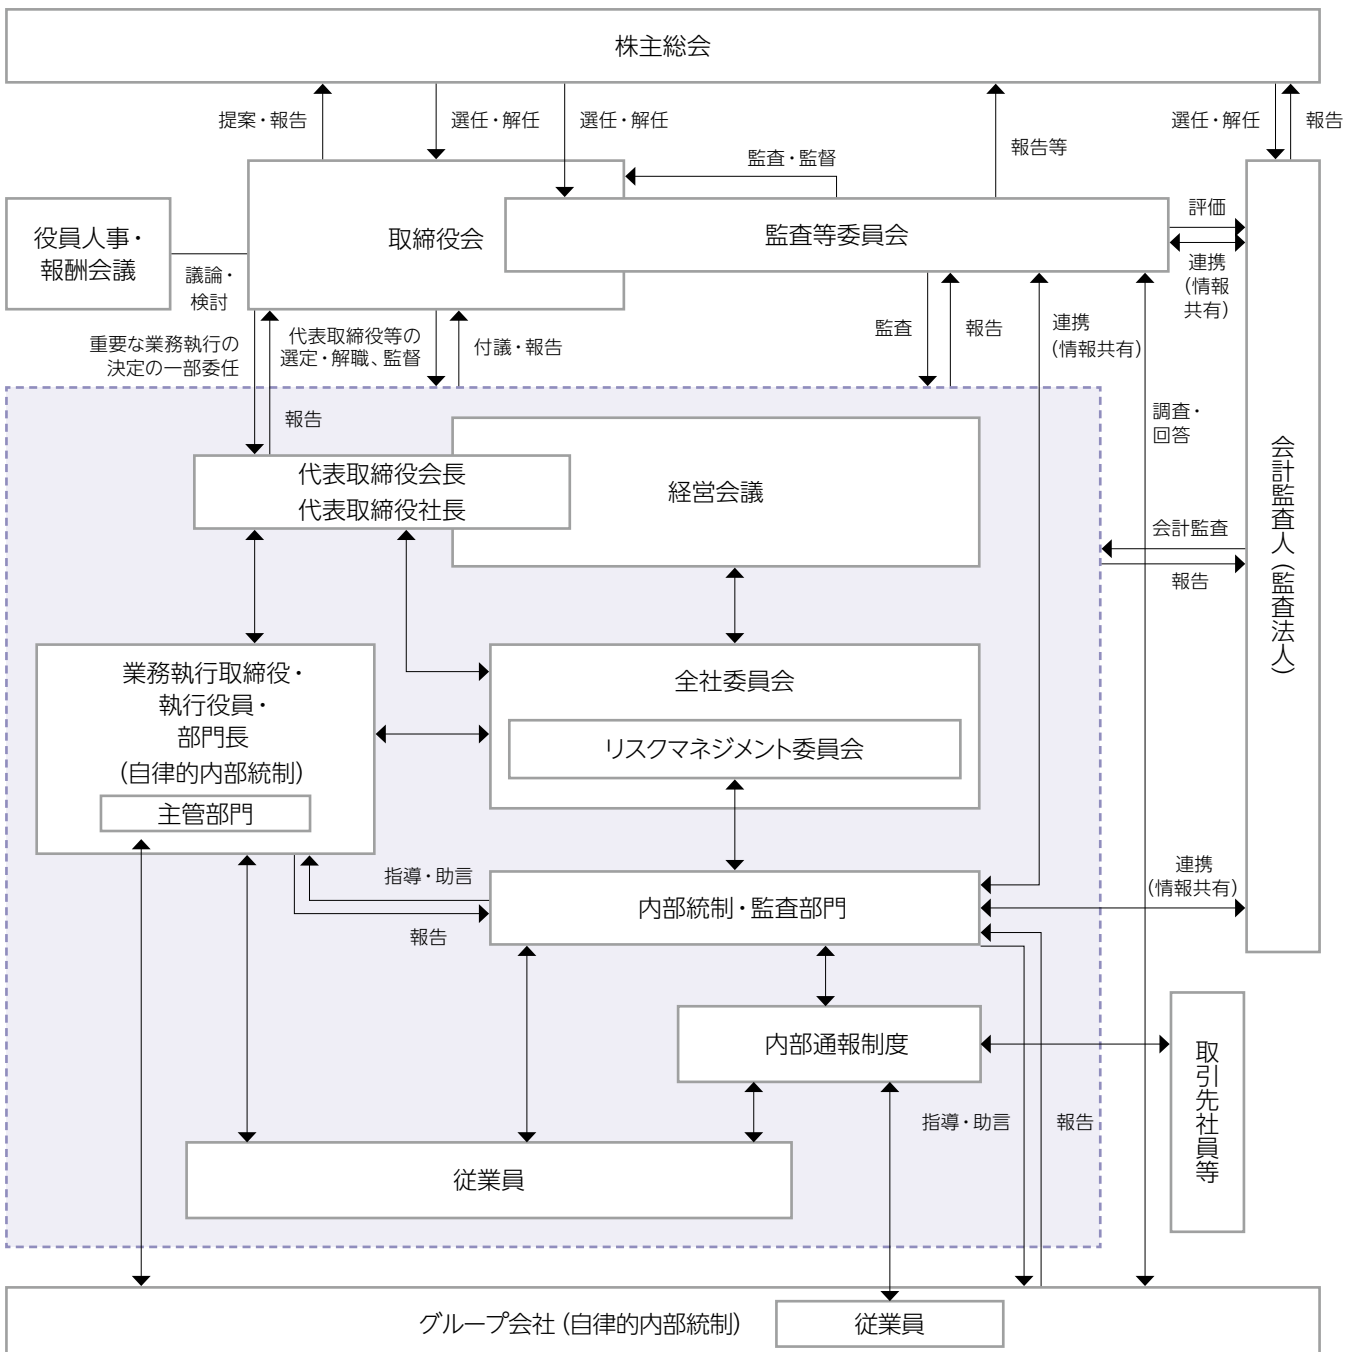 株主総会
提案・報告
選任・解任
選任・解任
報告等
選任・解任
報告
監査・監督
役員人事・
報酬会議
議論・
検討
取締役会
監査等委員会
評価
連携
(情報
共有)
重要な業務執行の
決定の一部委任
代表取締役等の
選定・解職、監督
付議・報告
監査
報告
連携
(情報共有)
報告
調査・
回答
代表取締役会長
代表取締役社長
経営会議
会計監査人(監査法人)
会計監査
報告
業務執行取締役・
執行役員・
部門長
(自律的内部統制)
主管部門
全社委員会
リスクマネジメント委員会
指導・助言
報告
内部統制・監査部門
連携
(情報共有)
内部通報制度
取引先社員等
指導・助言
報告
従業員
グループ会社(自律的内部統制)
従業員